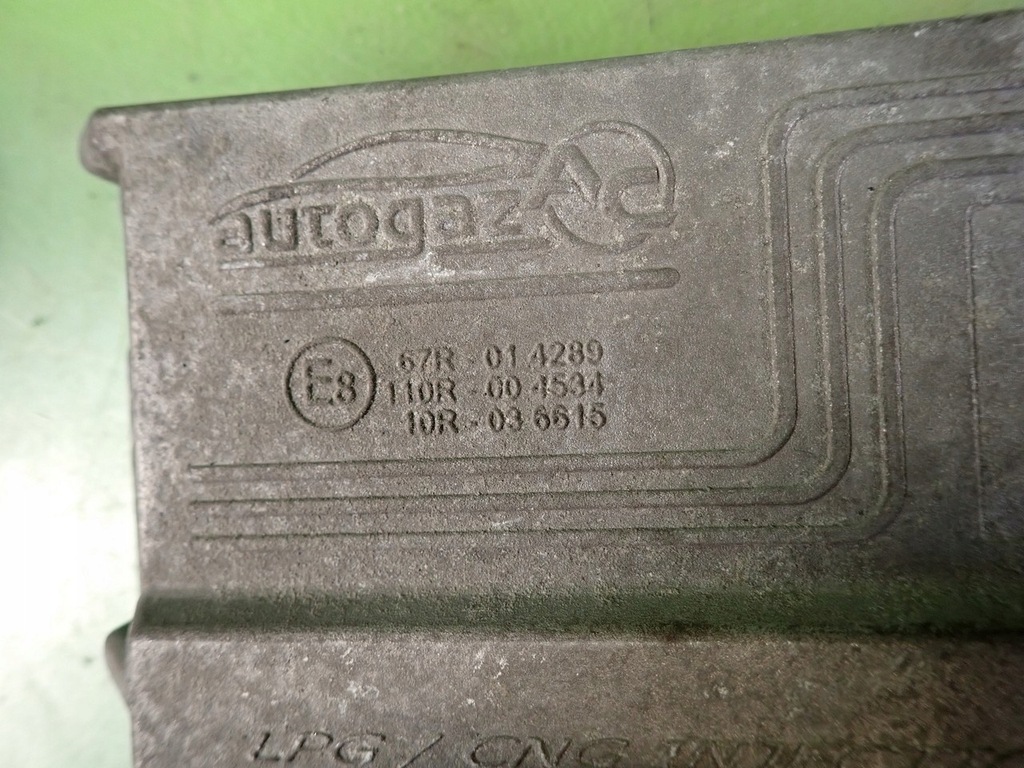 autogaz AC
E8
67R - 01 4289
110R - 00 4534
10R - 03 6615
LPG / CNG